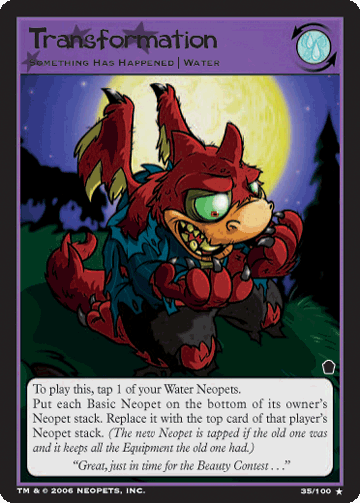 Transformation
Something Has Happened | Water
To play this, tap 1 of your Water Neopets.
Put each Basic Neopet on the bottom of its owner's
Neopet stack. Replace it with the top card of that player's
Neopet stack. (The new Neopet is tapped if the old one was
and it keeps all the Equipment the old one had.)
"Great, just in time for the Beauty Contest . . ."
TM & © 2006 NEOPETS, INC. 35/100 ★